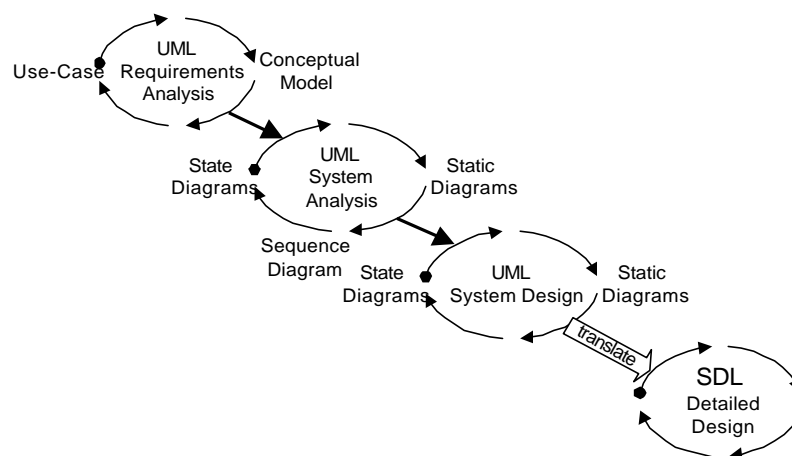 UML
Requirements
Analysis
Use-Case
Conceptual
Model
UML
System
Analysis
State
Diagrams
Static
Diagrams
Sequence
Diagram
UML
System Design
State
Diagrams
Static
Diagrams
translate
SDL
Detailed
Design